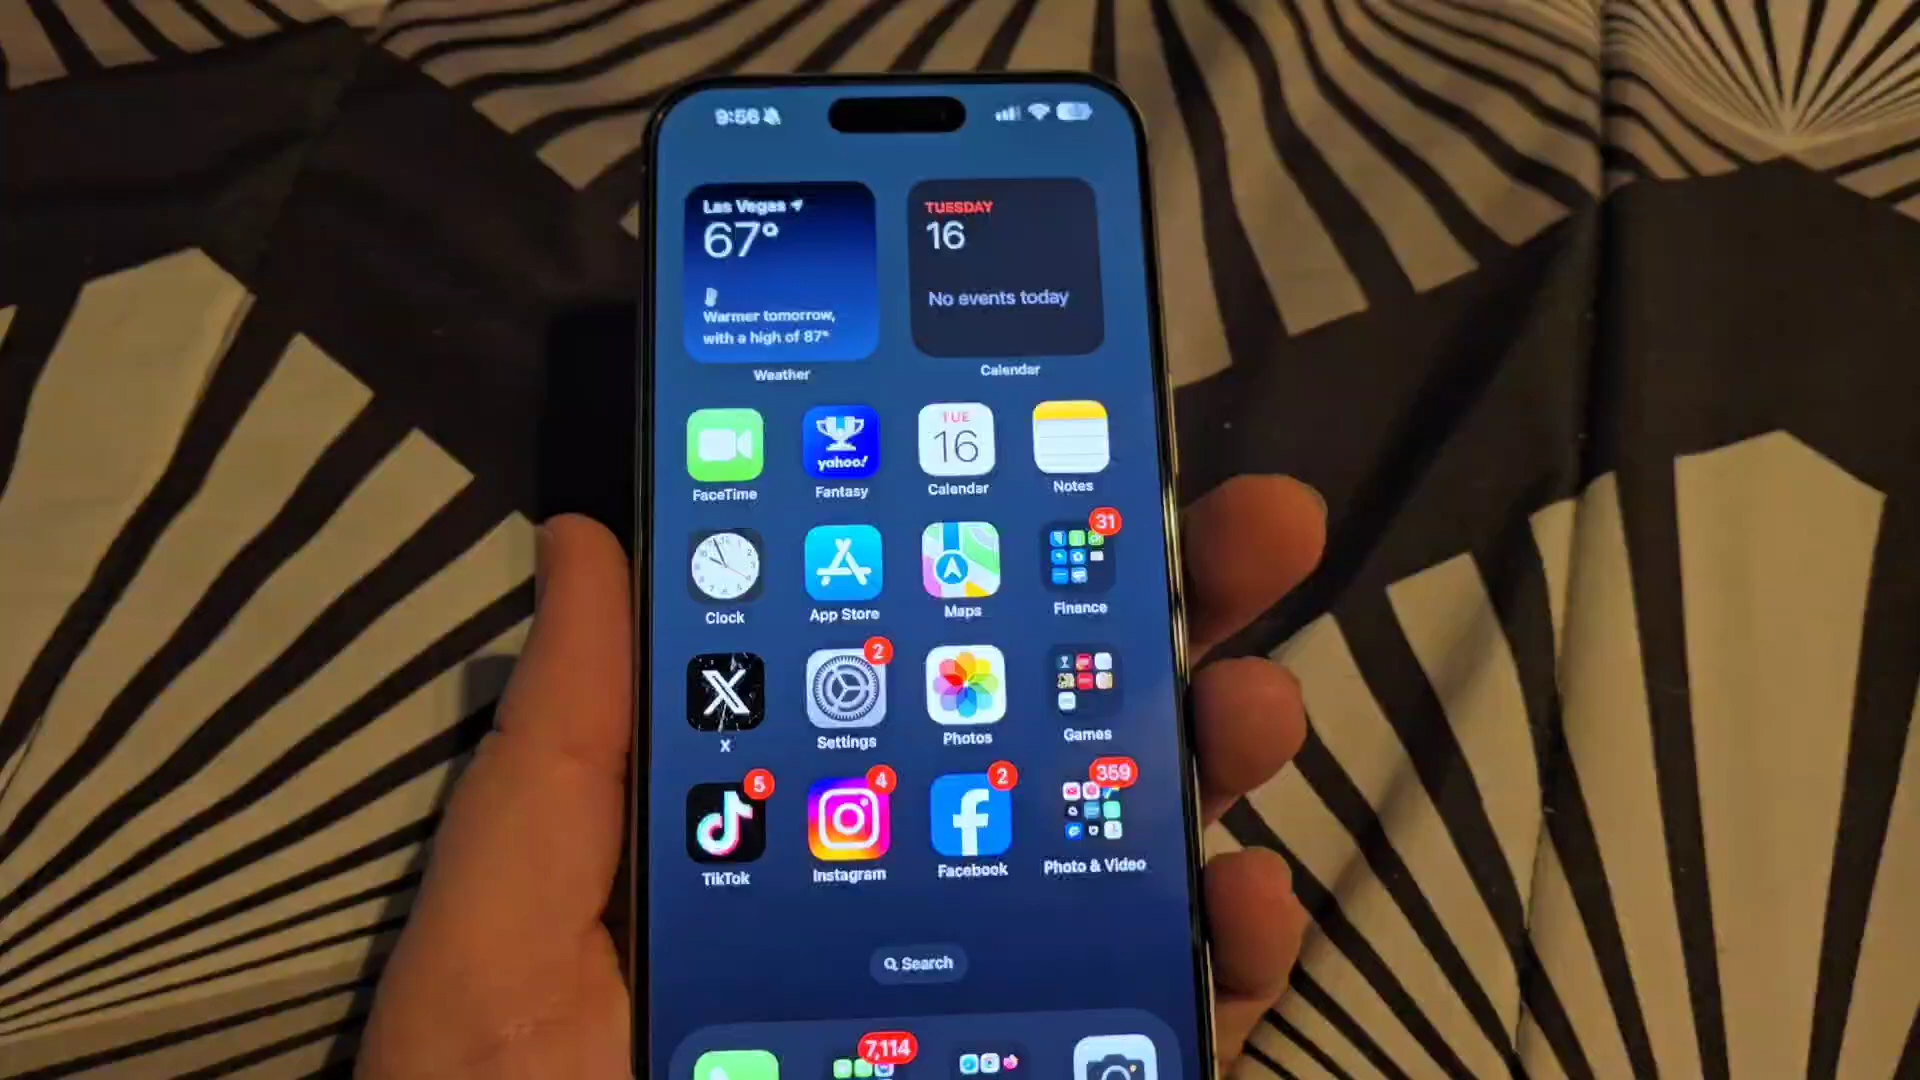 9:56
Las Vegas
67°
Warmer tomorrow,
with a high of 87°
Weather
TUESDAY
16
No events today
Calendar
FaceTime
yahoo!
Fantasy
TUE
16
Calendar
Notes
Clock
App Store
Maps
31
Finance
X
2
Settings
Photos
Games
5
TikTok
4
Instagram
2
Facebook
359
Photo & Video
Search
7,114